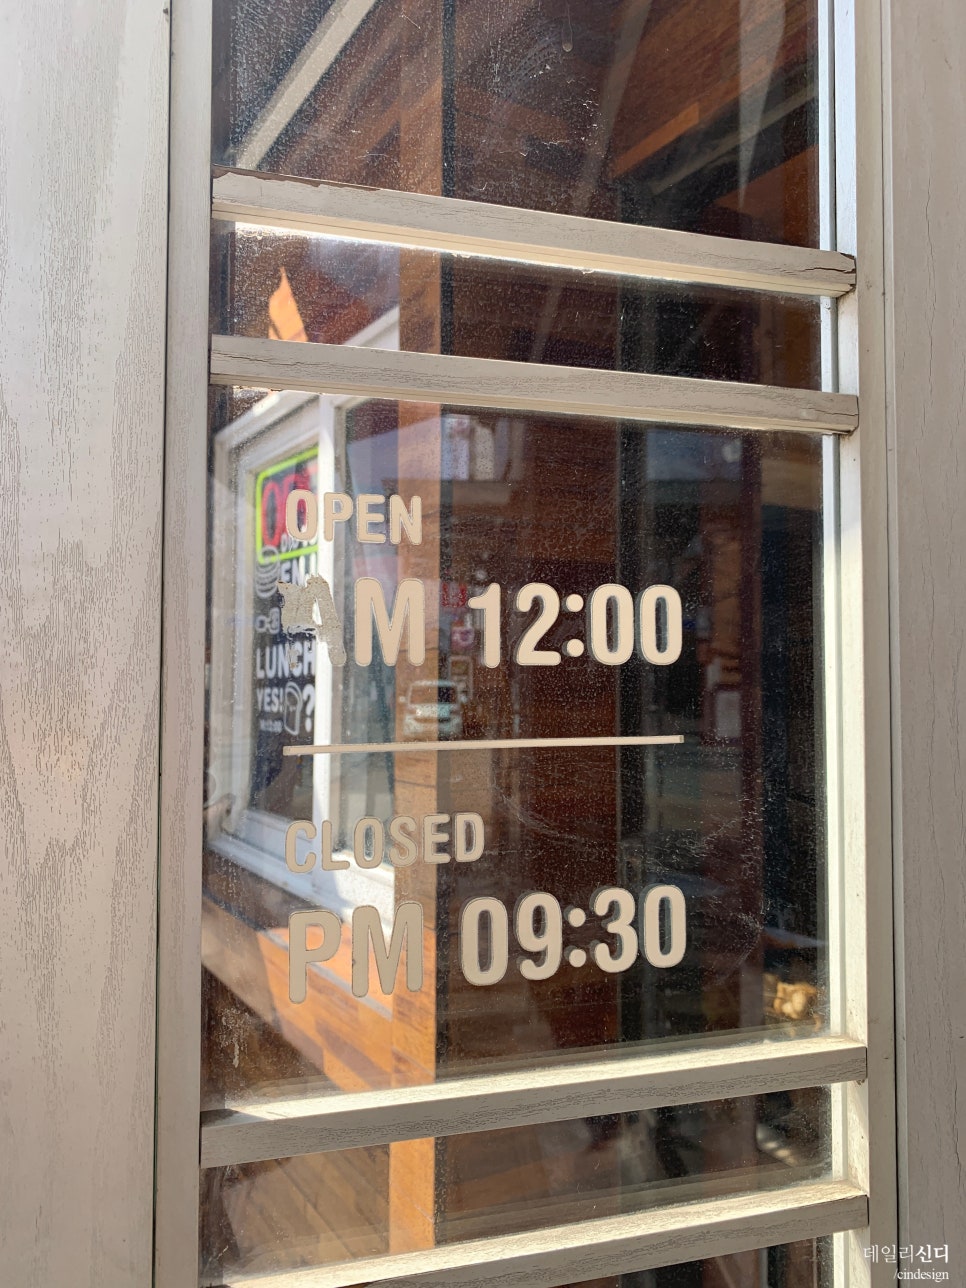 OPEN
AM 12:00
CLOSED
PM 09:30
LUNCH
YES!
?
데일리신디
/cindesign